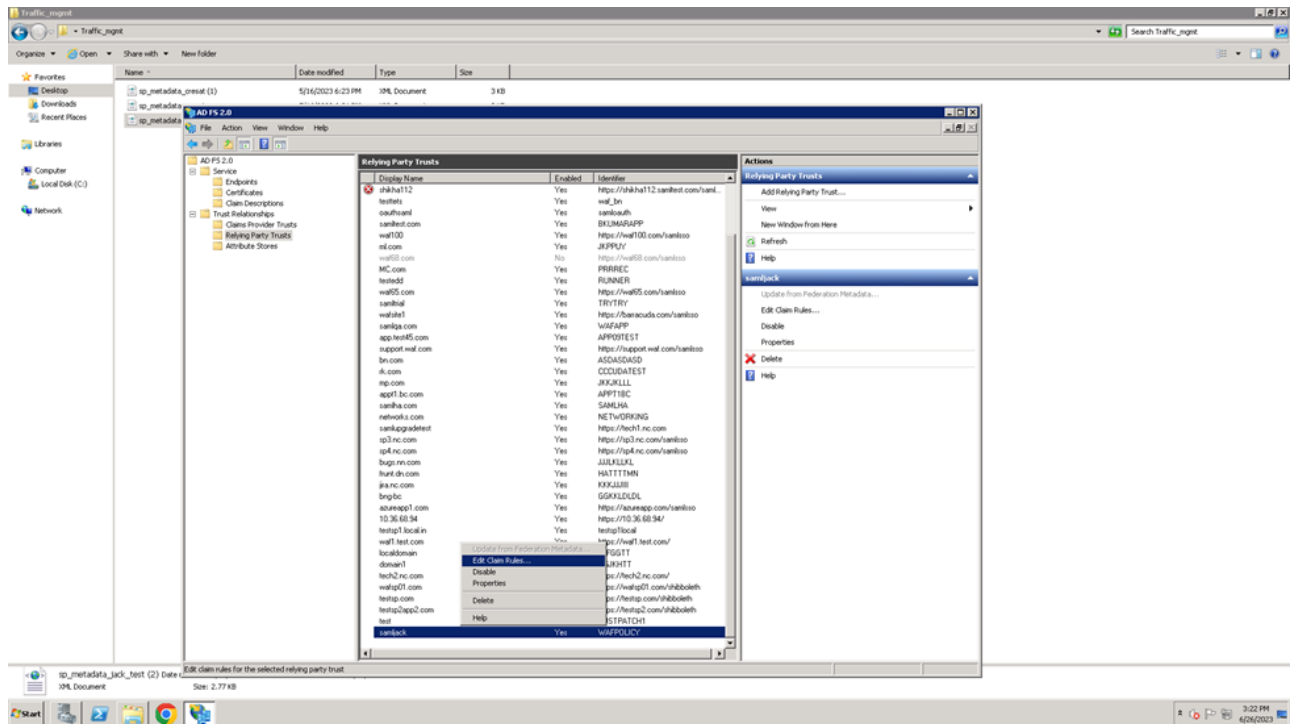 Traffic_mgmt
Traffic_mgmt
Search Traffic_mgmt
Organize Open Share with New folder
Name Date modified Type Size
Favorites
Desktop
Downloads
Recent Places
Libraries
Computer
Local Disk (C:)
Network
sp_metadata_cresat (1) 5/16/2023 6:23 PM XML Document 3 KB
sp_metadata
sp_metadata
AD FS 2.0
File Action View Window Help
AD FS 2.0
Service
Endpoints
Certificates
Claim Descriptions
Trust Relationships
Claims Provider Trusts
Relying Party Trusts
Attribute Stores
Relying Party Trusts
Display Name Enabled Identifier
shikha112 Yes https://shikha112.samltest.com/saml...
testtets Yes waf_bn
oauthsaml Yes samloauth
samltest.com Yes BKUMARAPP
waf100 Yes https://waf100.com/samlsso
ml.com Yes JKPPUY
waf68.com No https://waf68.com/samlsso
MC.com Yes PRRREC
testedd Yes RUNNER
waf65.com Yes https://waf65.com/samlsso
samltrial Yes TRYTRY
wafsite1 Yes https://barracuda.com/samlsso
samlqa.com Yes WAFAPP
app.test45.com Yes APP09TEST
support.waf.com Yes https://support.waf.com/samlsso
bn.com Yes ASDASDASD
rk.com Yes CCCUDATEST
mp.com Yes JKKJKLLL
appt1.bc.com Yes APPT1BC
samlha.com Yes SAMLHA
networks.com Yes NETWORKING
samlupgradetest Yes https://tech1.nc.com
sp3.nc.com Yes https://sp3.nc.com/samlsso
sp4.nc.com Yes https://sp4.nc.com/samlsso
bugs.nn.com Yes JJJLKLLKL
frunt.dn.com Yes HATTTTMN
jira.nc.com Yes KKKJJJIII
bng-bc Yes GGKKLDLDL
azureapp1.com Yes https://azureapp.com/samlsso
10.36.68.94 Yes https://10.36.68.94/
testsp1.local.in Yes testsp1local
waf1.test.com Yes https://waf1.test.com/
localdomain
domain1
tech2.nc.com ps://tech2.nc.com/
wafsp01.com ps://wafsp01.com/shibboleth
testsp.com ps://testsp.com/shibboleth
testsp2app2.com ps://testsp2.com/shibboleth
test STPATCH1
samljack Yes WAFPOLICY
Update from Federation Metadata...
Edit Claim Rules...
Disable
Properties
Delete
Help
Actions
Relying Party Trusts
Add Relying Party Trust...
View
New Window from Here
Refresh
Help
samljack
Update from Federation Metadata...
Edit Claim Rules...
Disable
Properties
Delete
Help
Edit claim rules for the selected relying party trust
sp_metadata_jack_test (2) Date
XML Document Size: 2.77 KB
Start
3:22 PM
6/26/2023